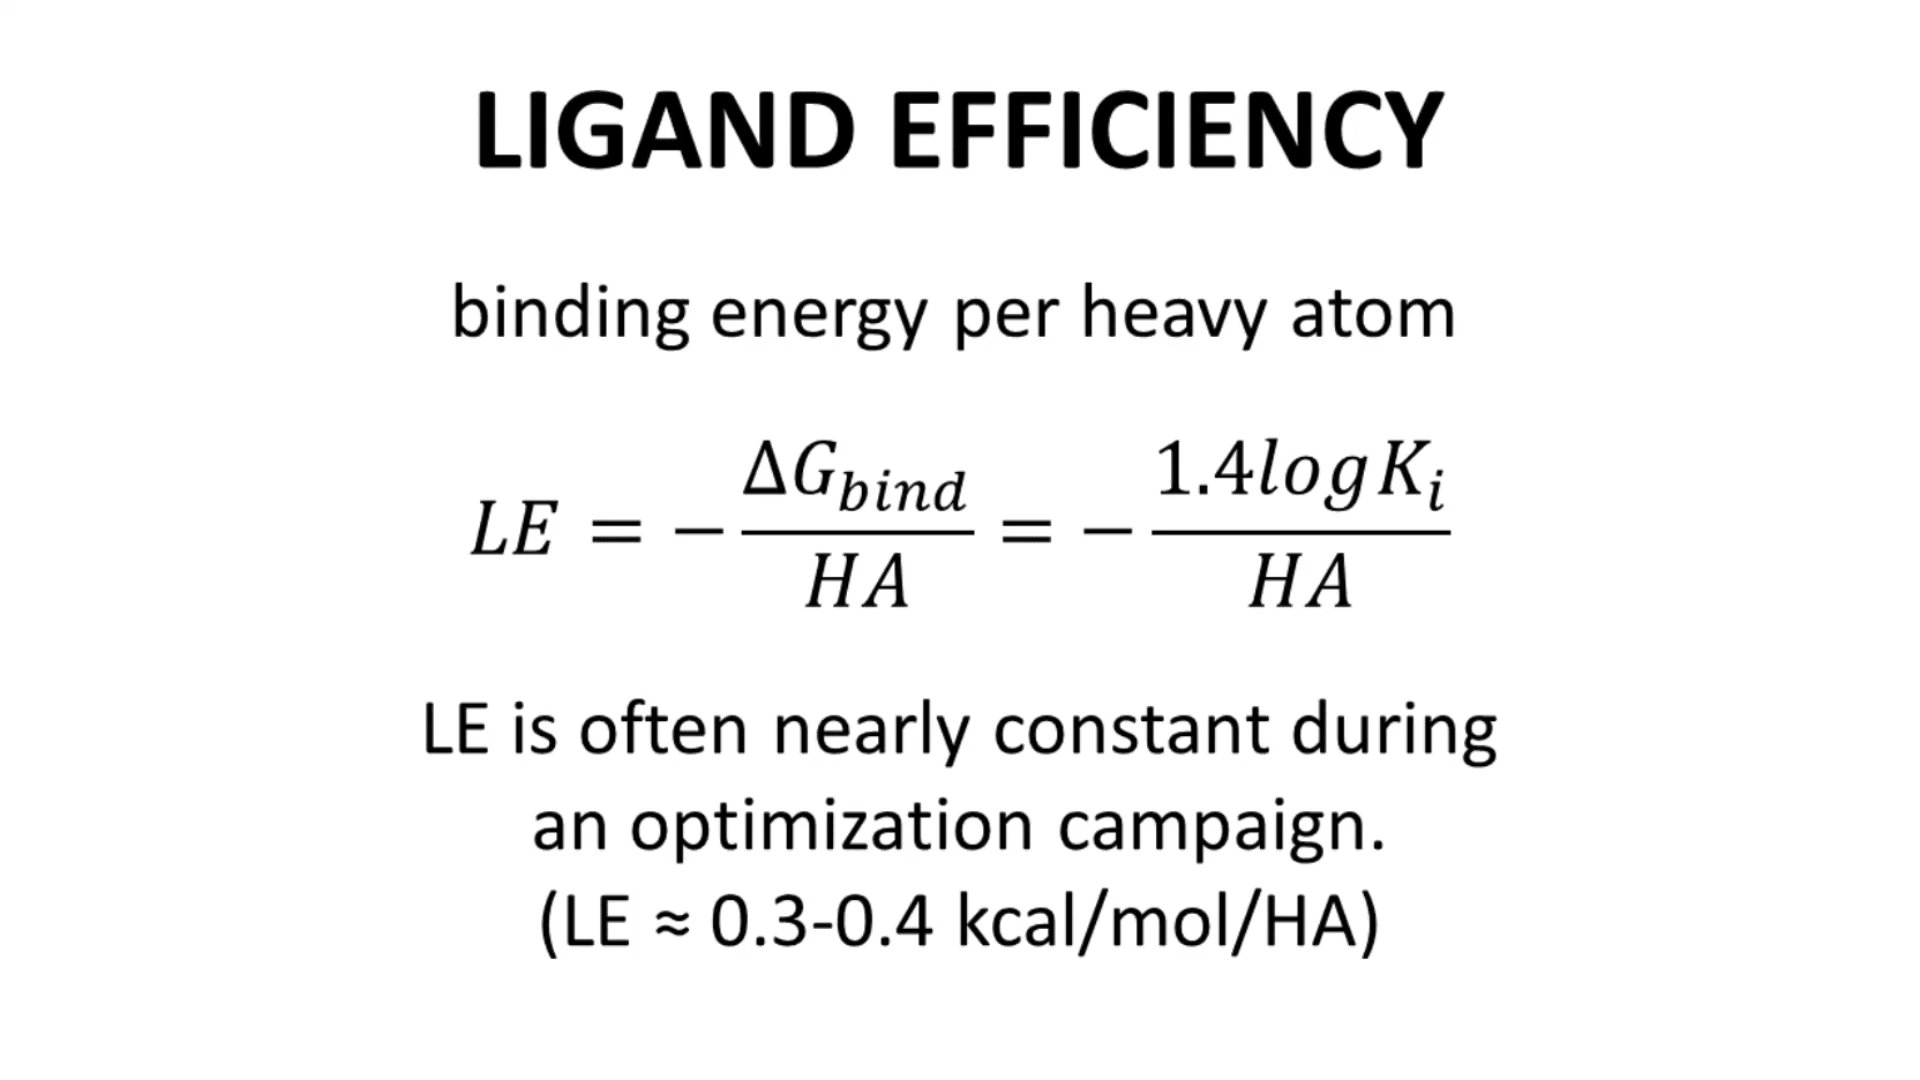 LIGAND EFFICIENCY
binding energy per heavy atom
LE = − ΔG_bind / HA = − 1.4logK_i / HA
LE is often nearly constant during
an optimization campaign.
(LE ≈ 0.3-0.4 kcal/mol/HA)